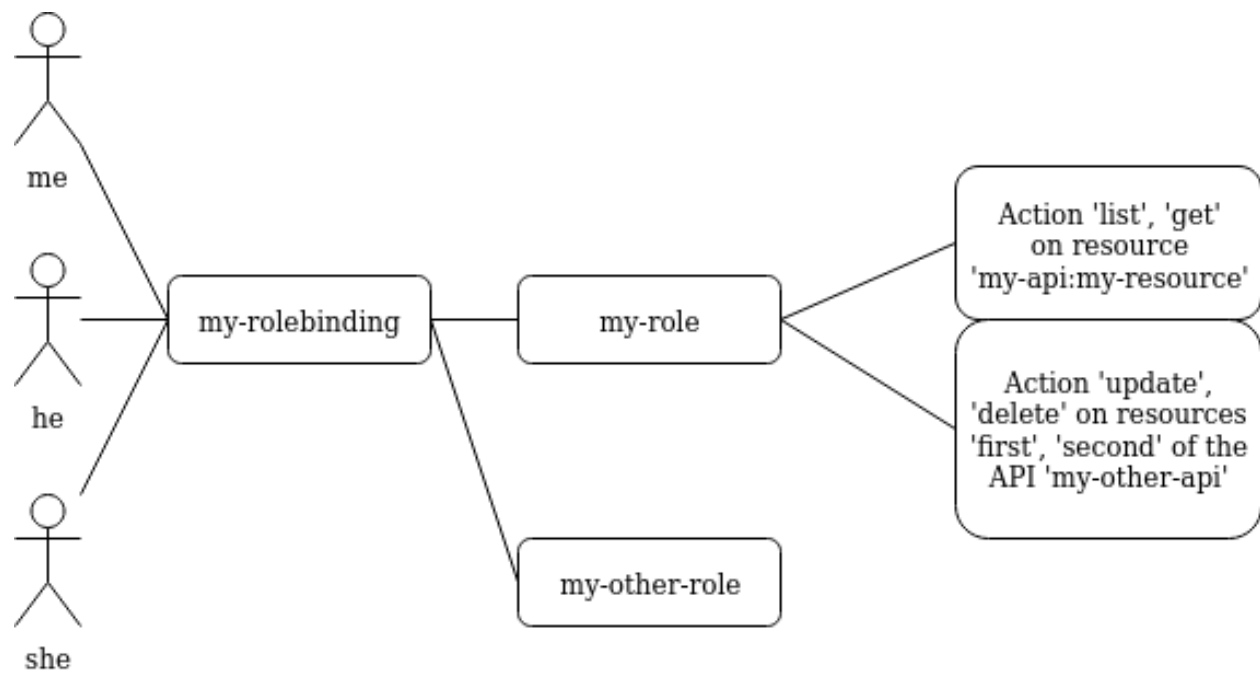 me
he
she
my-rolebinding
my-role
my-other-role
Action 'list', 'get'
on resource
'my-api:my-resource'
Action 'update',
'delete' on resources
'first', 'second' of the
API 'my-other-api'